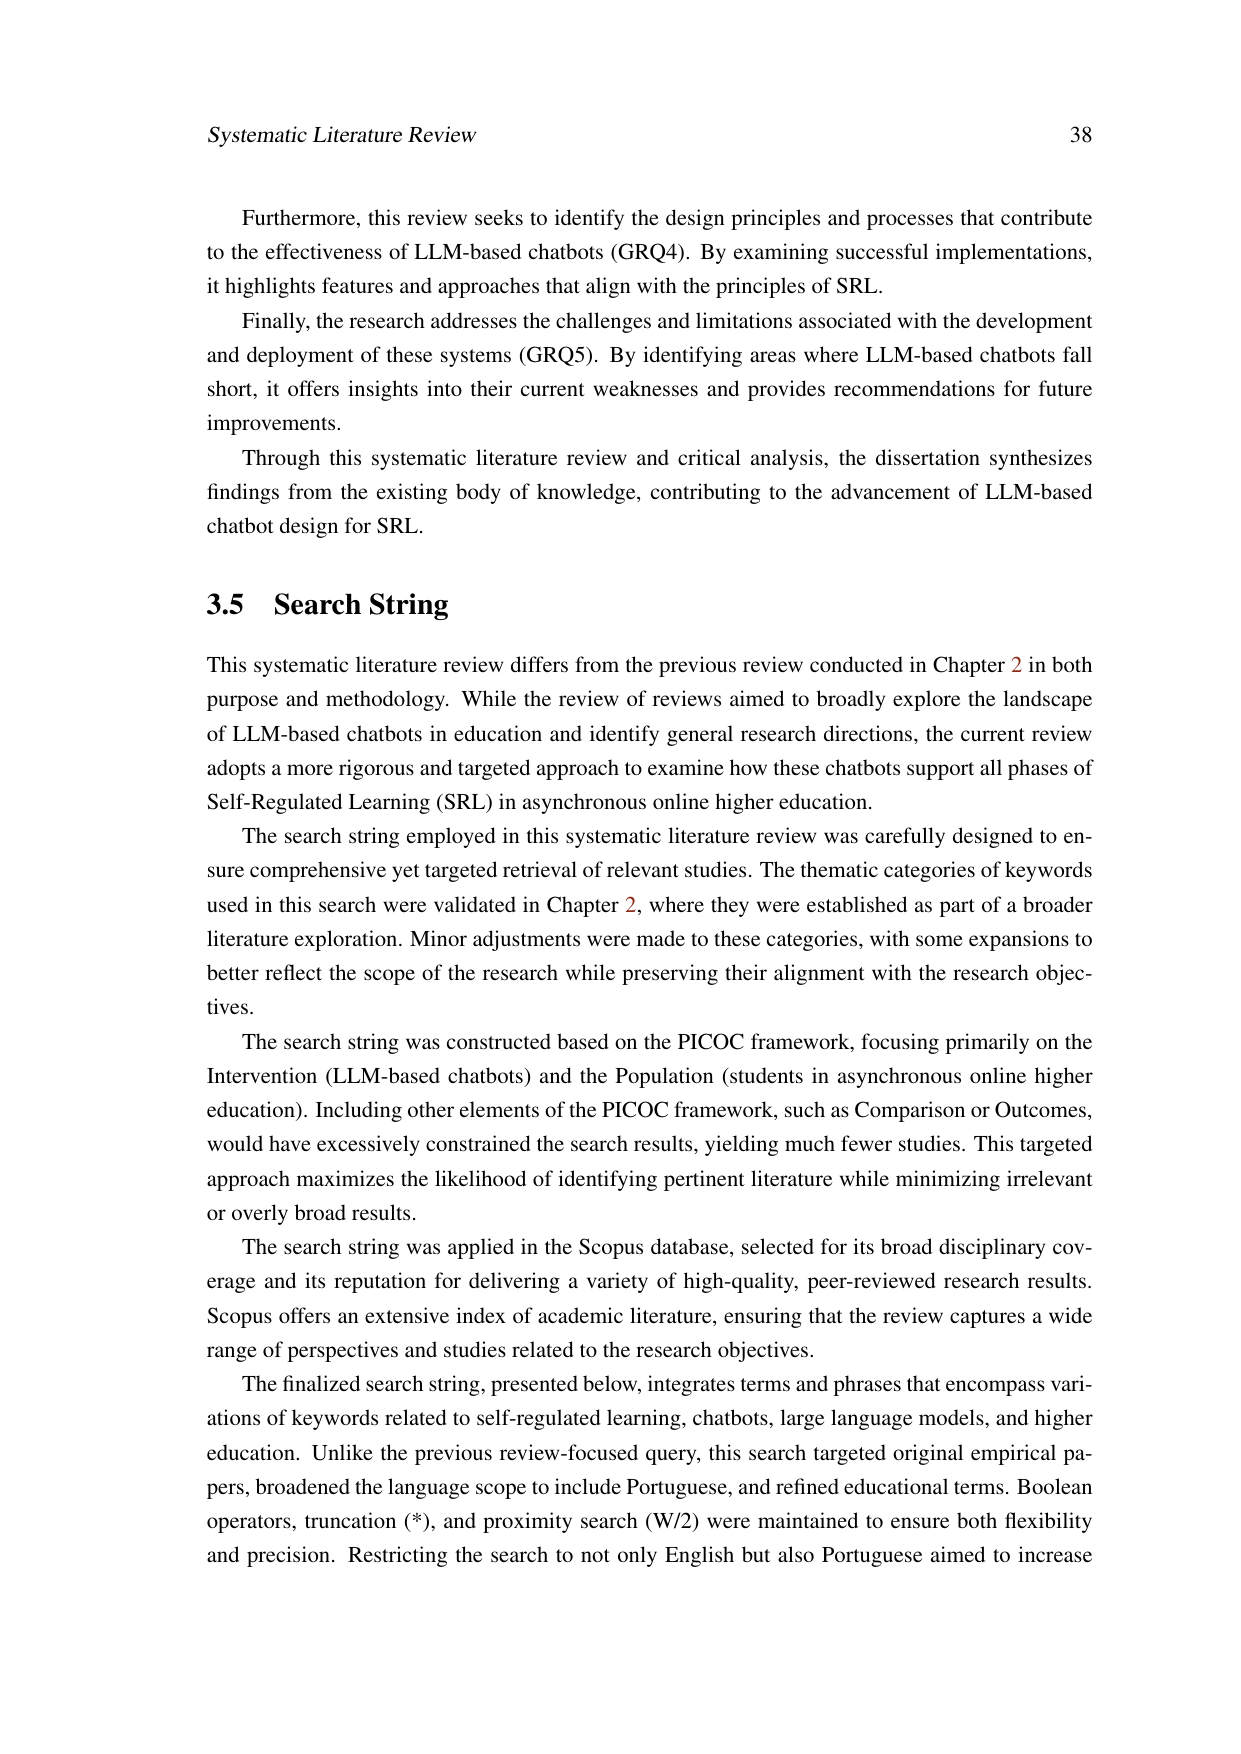 Systematic Literature Review 38
Furthermore, this review seeks to identify the design principles and processes that contribute
to the effectiveness of LLM-based chatbots (GRQ4). By examining successful implementations,
it highlights features and approaches that align with the principles of SRL.
Finally, the research addresses the challenges and limitations associated with the development
and deployment of these systems (GRQ5). By identifying areas where LLM-based chatbots fall
short, it offers insights into their current weaknesses and provides recommendations for future
improvements.
Through this systematic literature review and critical analysis, the dissertation synthesizes
findings from the existing body of knowledge, contributing to the advancement of LLM-based
chatbot design for SRL.
3.5 Search String
This systematic literature review differs from the previous review conducted in Chapter 2 in both
purpose and methodology. While the review of reviews aimed to broadly explore the landscape
of LLM-based chatbots in education and identify general research directions, the current review
adopts a more rigorous and targeted approach to examine how these chatbots support all phases of
Self-Regulated Learning (SRL) in asynchronous online higher education.
The search string employed in this systematic literature review was carefully designed to en-
sure comprehensive yet targeted retrieval of relevant studies. The thematic categories of keywords
used in this search were validated in Chapter 2, where they were established as part of a broader
literature exploration. Minor adjustments were made to these categories, with some expansions to
better reflect the scope of the research while preserving their alignment with the research objec-
tives.
The search string was constructed based on the PICOC framework, focusing primarily on the
Intervention (LLM-based chatbots) and the Population (students in asynchronous online higher
education). Including other elements of the PICOC framework, such as Comparison or Outcomes,
would have excessively constrained the search results, yielding much fewer studies. This targeted
approach maximizes the likelihood of identifying pertinent literature while minimizing irrelevant
or overly broad results.
The search string was applied in the Scopus database, selected for its broad disciplinary cov-
erage and its reputation for delivering a variety of high-quality, peer-reviewed research results.
Scopus offers an extensive index of academic literature, ensuring that the review captures a wide
range of perspectives and studies related to the research objectives.
The finalized search string, presented below, integrates terms and phrases that encompass vari-
ations of keywords related to self-regulated learning, chatbots, large language models, and higher
education. Unlike the previous review-focused query, this search targeted original empirical pa-
pers, broadened the language scope to include Portuguese, and refined educational terms. Boolean
operators, truncation (*), and proximity search (W/2) were maintained to ensure both flexibility
and precision. Restricting the search to not only English but also Portuguese aimed to increase